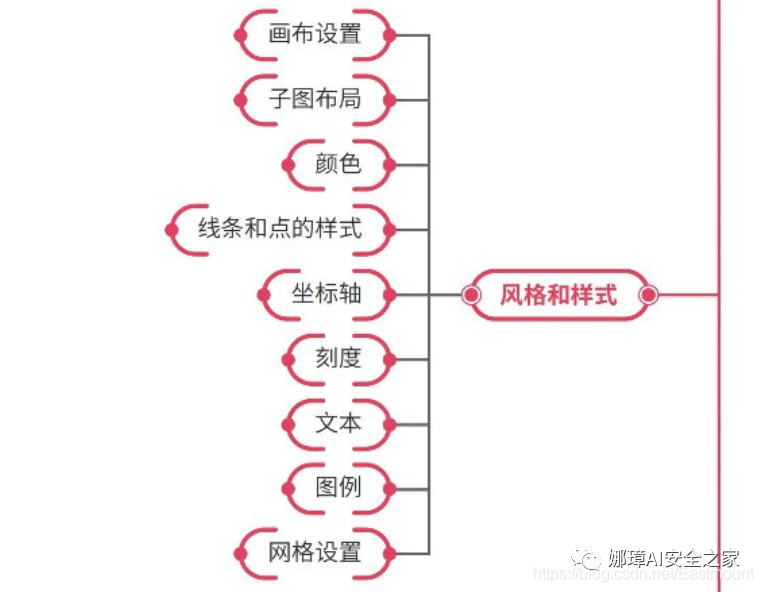 画布设置
子图布局
颜色
线条和点的样式
坐标轴
风格和样式
刻度
文本
图例
网格设置
娜璋AI安全之家
https://blog.csdn.net/Eastmount